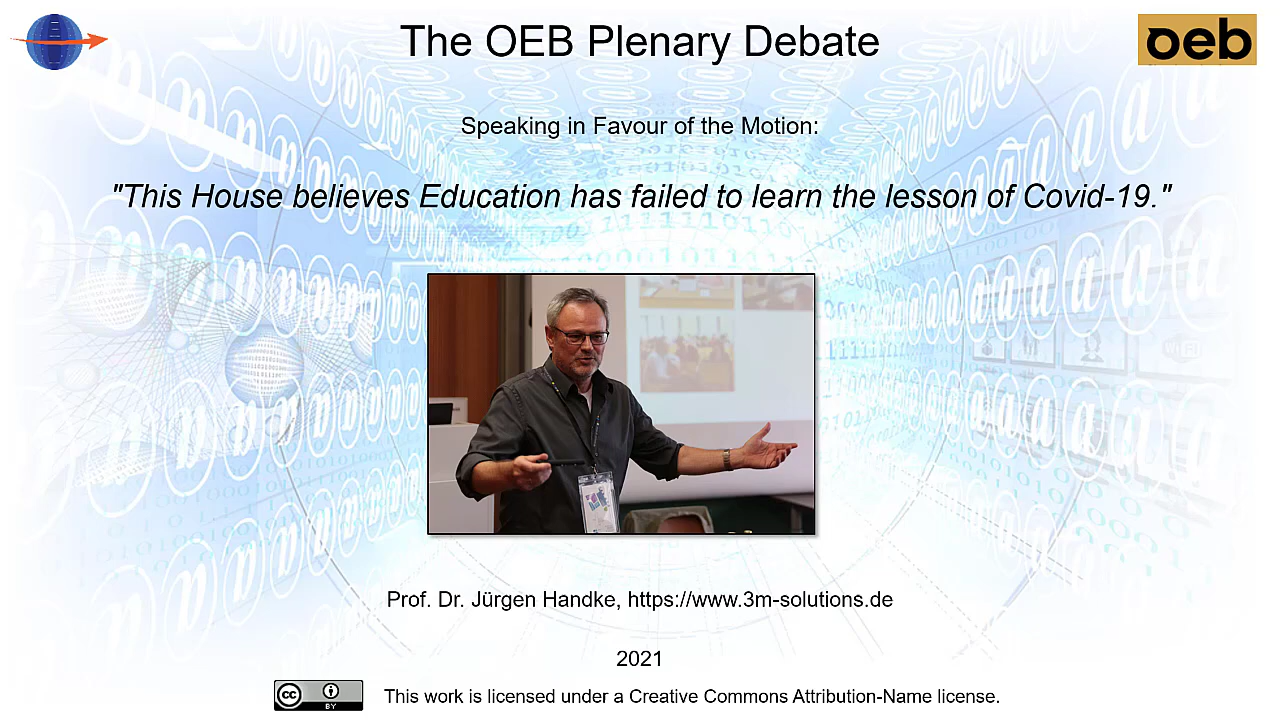 The OEB Plenary Debate
oeb
Speaking in Favour of the Motion:
"This House believes Education has failed to learn the lesson of Covid-19."
Prof. Dr. Jürgen Handke, https://www.3m-solutions.de
2021
cc BY
This work is licensed under a Creative Commons Attribution-Name license.